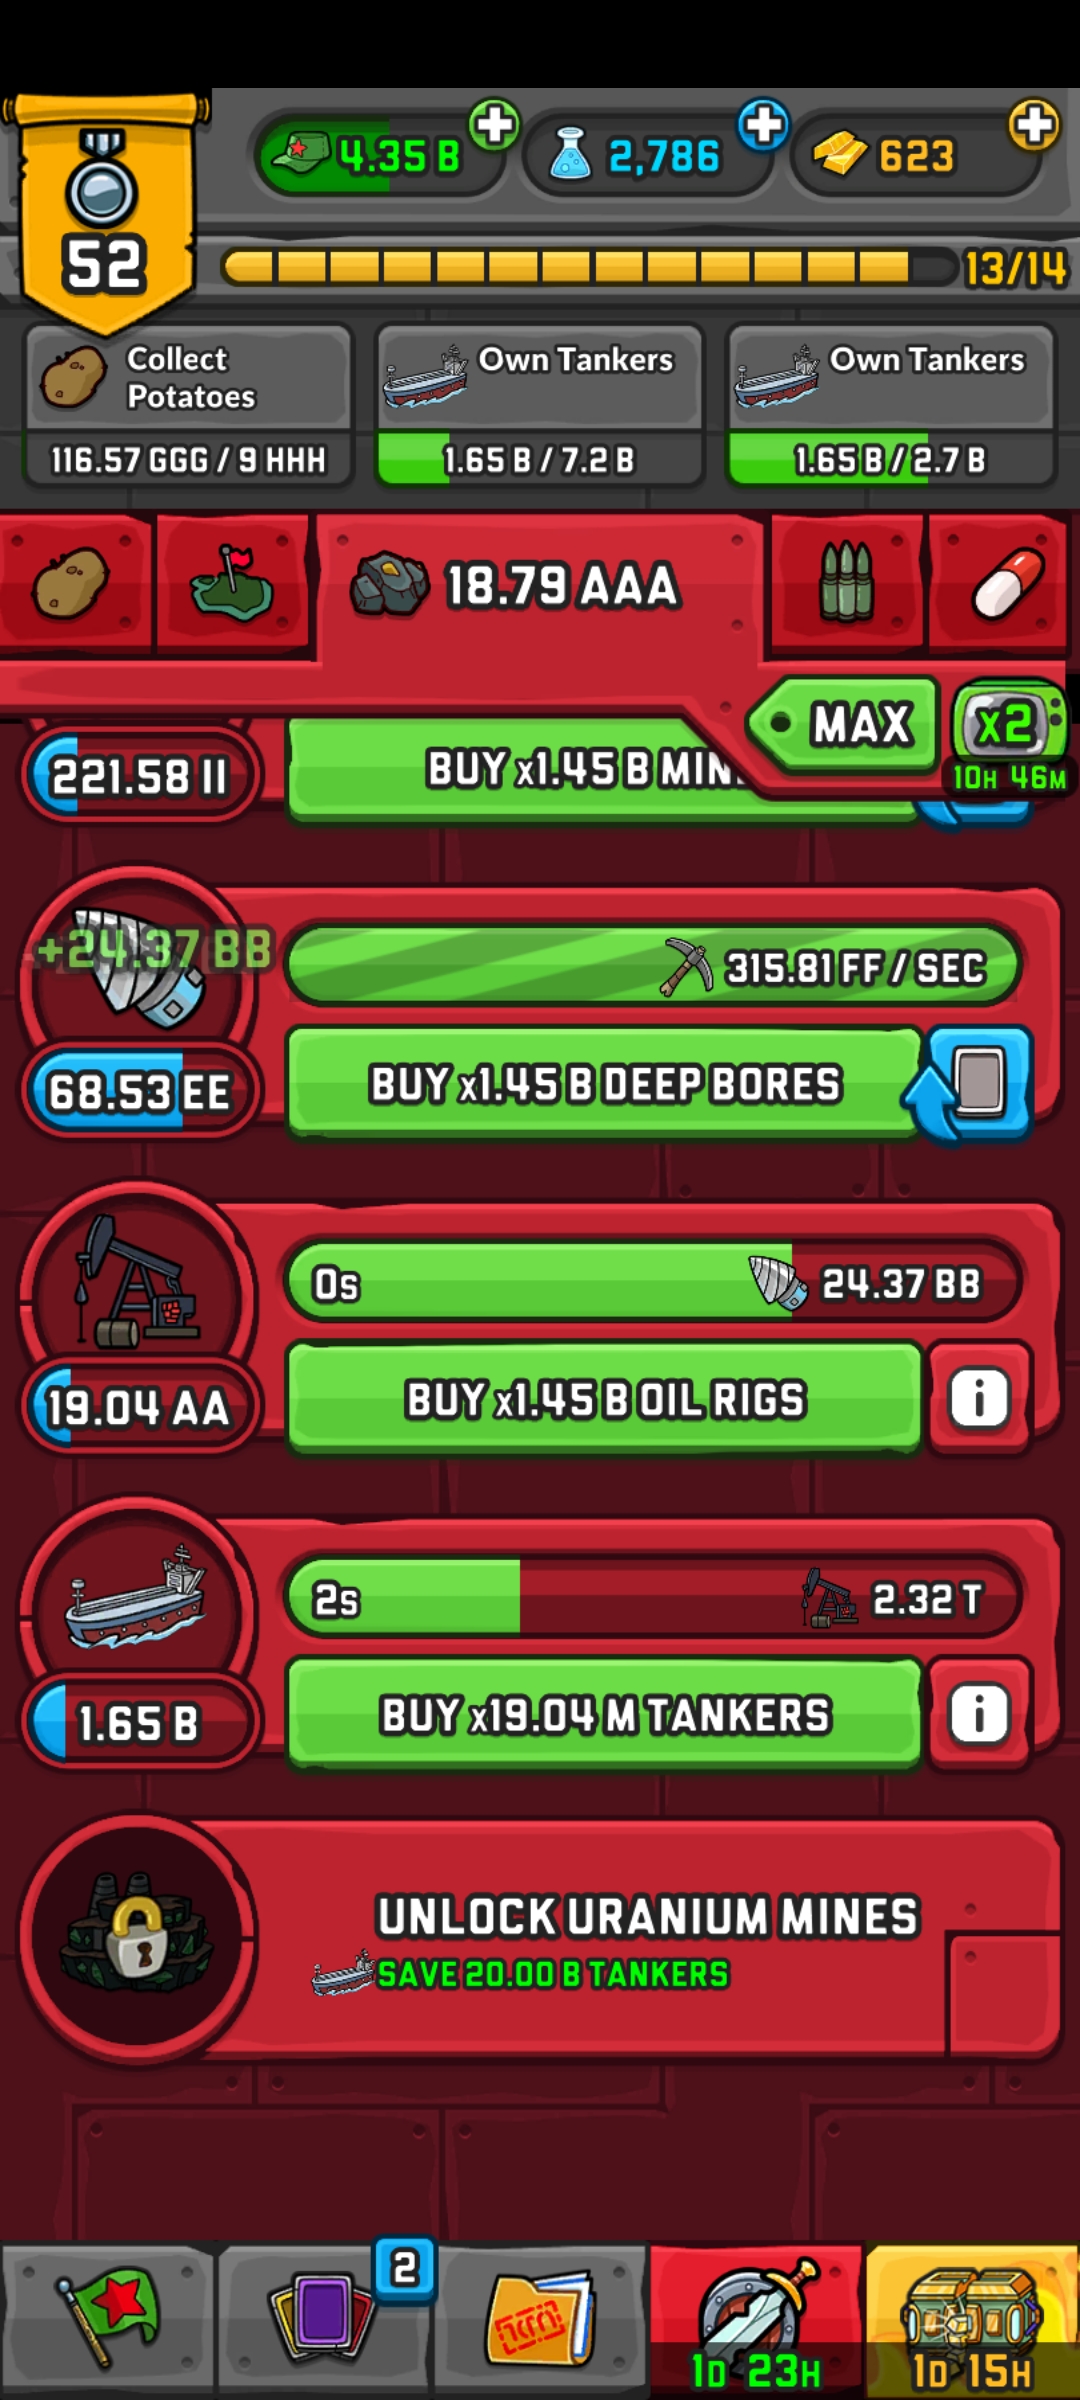 4.35 B
2,786
623
52
13/14
Collect
Potatoes
116.57 GGG / 9 HHH
Own Tankers
1.65 B / 7.2 B
Own Tankers
1.65 B / 2.7 B
18.79 AAA
MAX
x2
10H 46M
221.58 II
BUY x1.45 B MIN
+24.37 BB
315.81 FF / SEC
68.53 EE
BUY x1.45 B DEEP BORES
0s
24.37 BB
19.04 AA
BUY x1.45 B OIL RIGS
i
2s
2.32 T
1.65 B
BUY x19.04 M TANKERS
i
UNLOCK URANIUM MINES
SAVE 20.00 B TANKERS
2
1D 23H
1D 15H